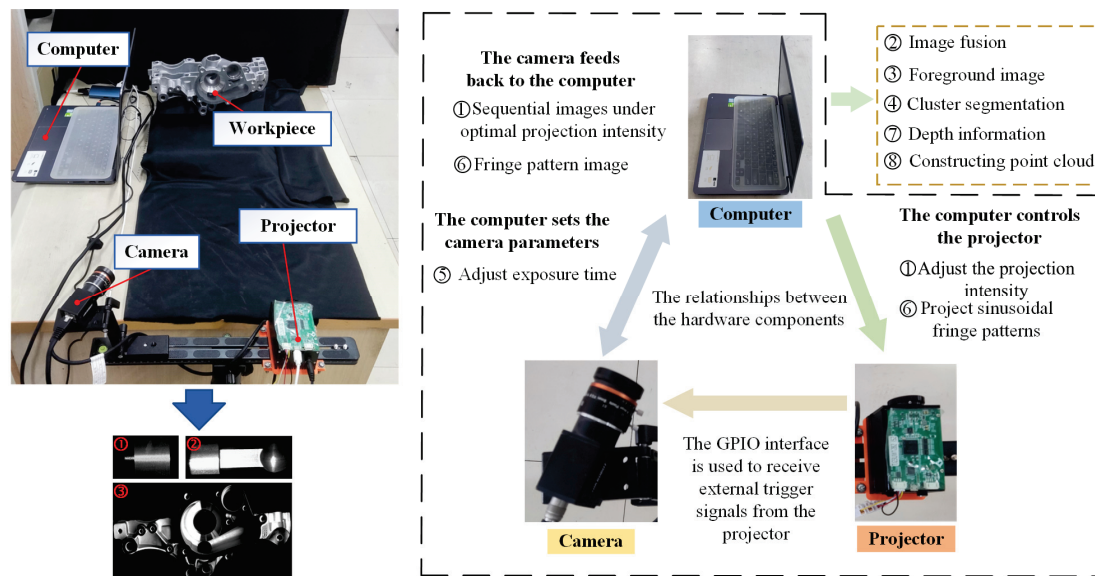 Computer
Workpiece
Projector
Camera
①
②
③
The camera feeds
back to the computer
①Sequential images under
optimal projection intensity
⑥ Fringe pattern image
Computer
② Image fusion
③ Foreground image
④ Cluster segmentation
⑦ Depth information
⑧ Constructing point cloud
The computer sets the
camera parameters
⑤ Adjust exposure time
The computer controls
the projector
①Adjust the projection
intensity
⑥ Project sinusoidal
fringe patterns
The relationships between
the hardware components
The GPIO interface
is used to receive
external trigger
signals from the
projector
Camera
Projector